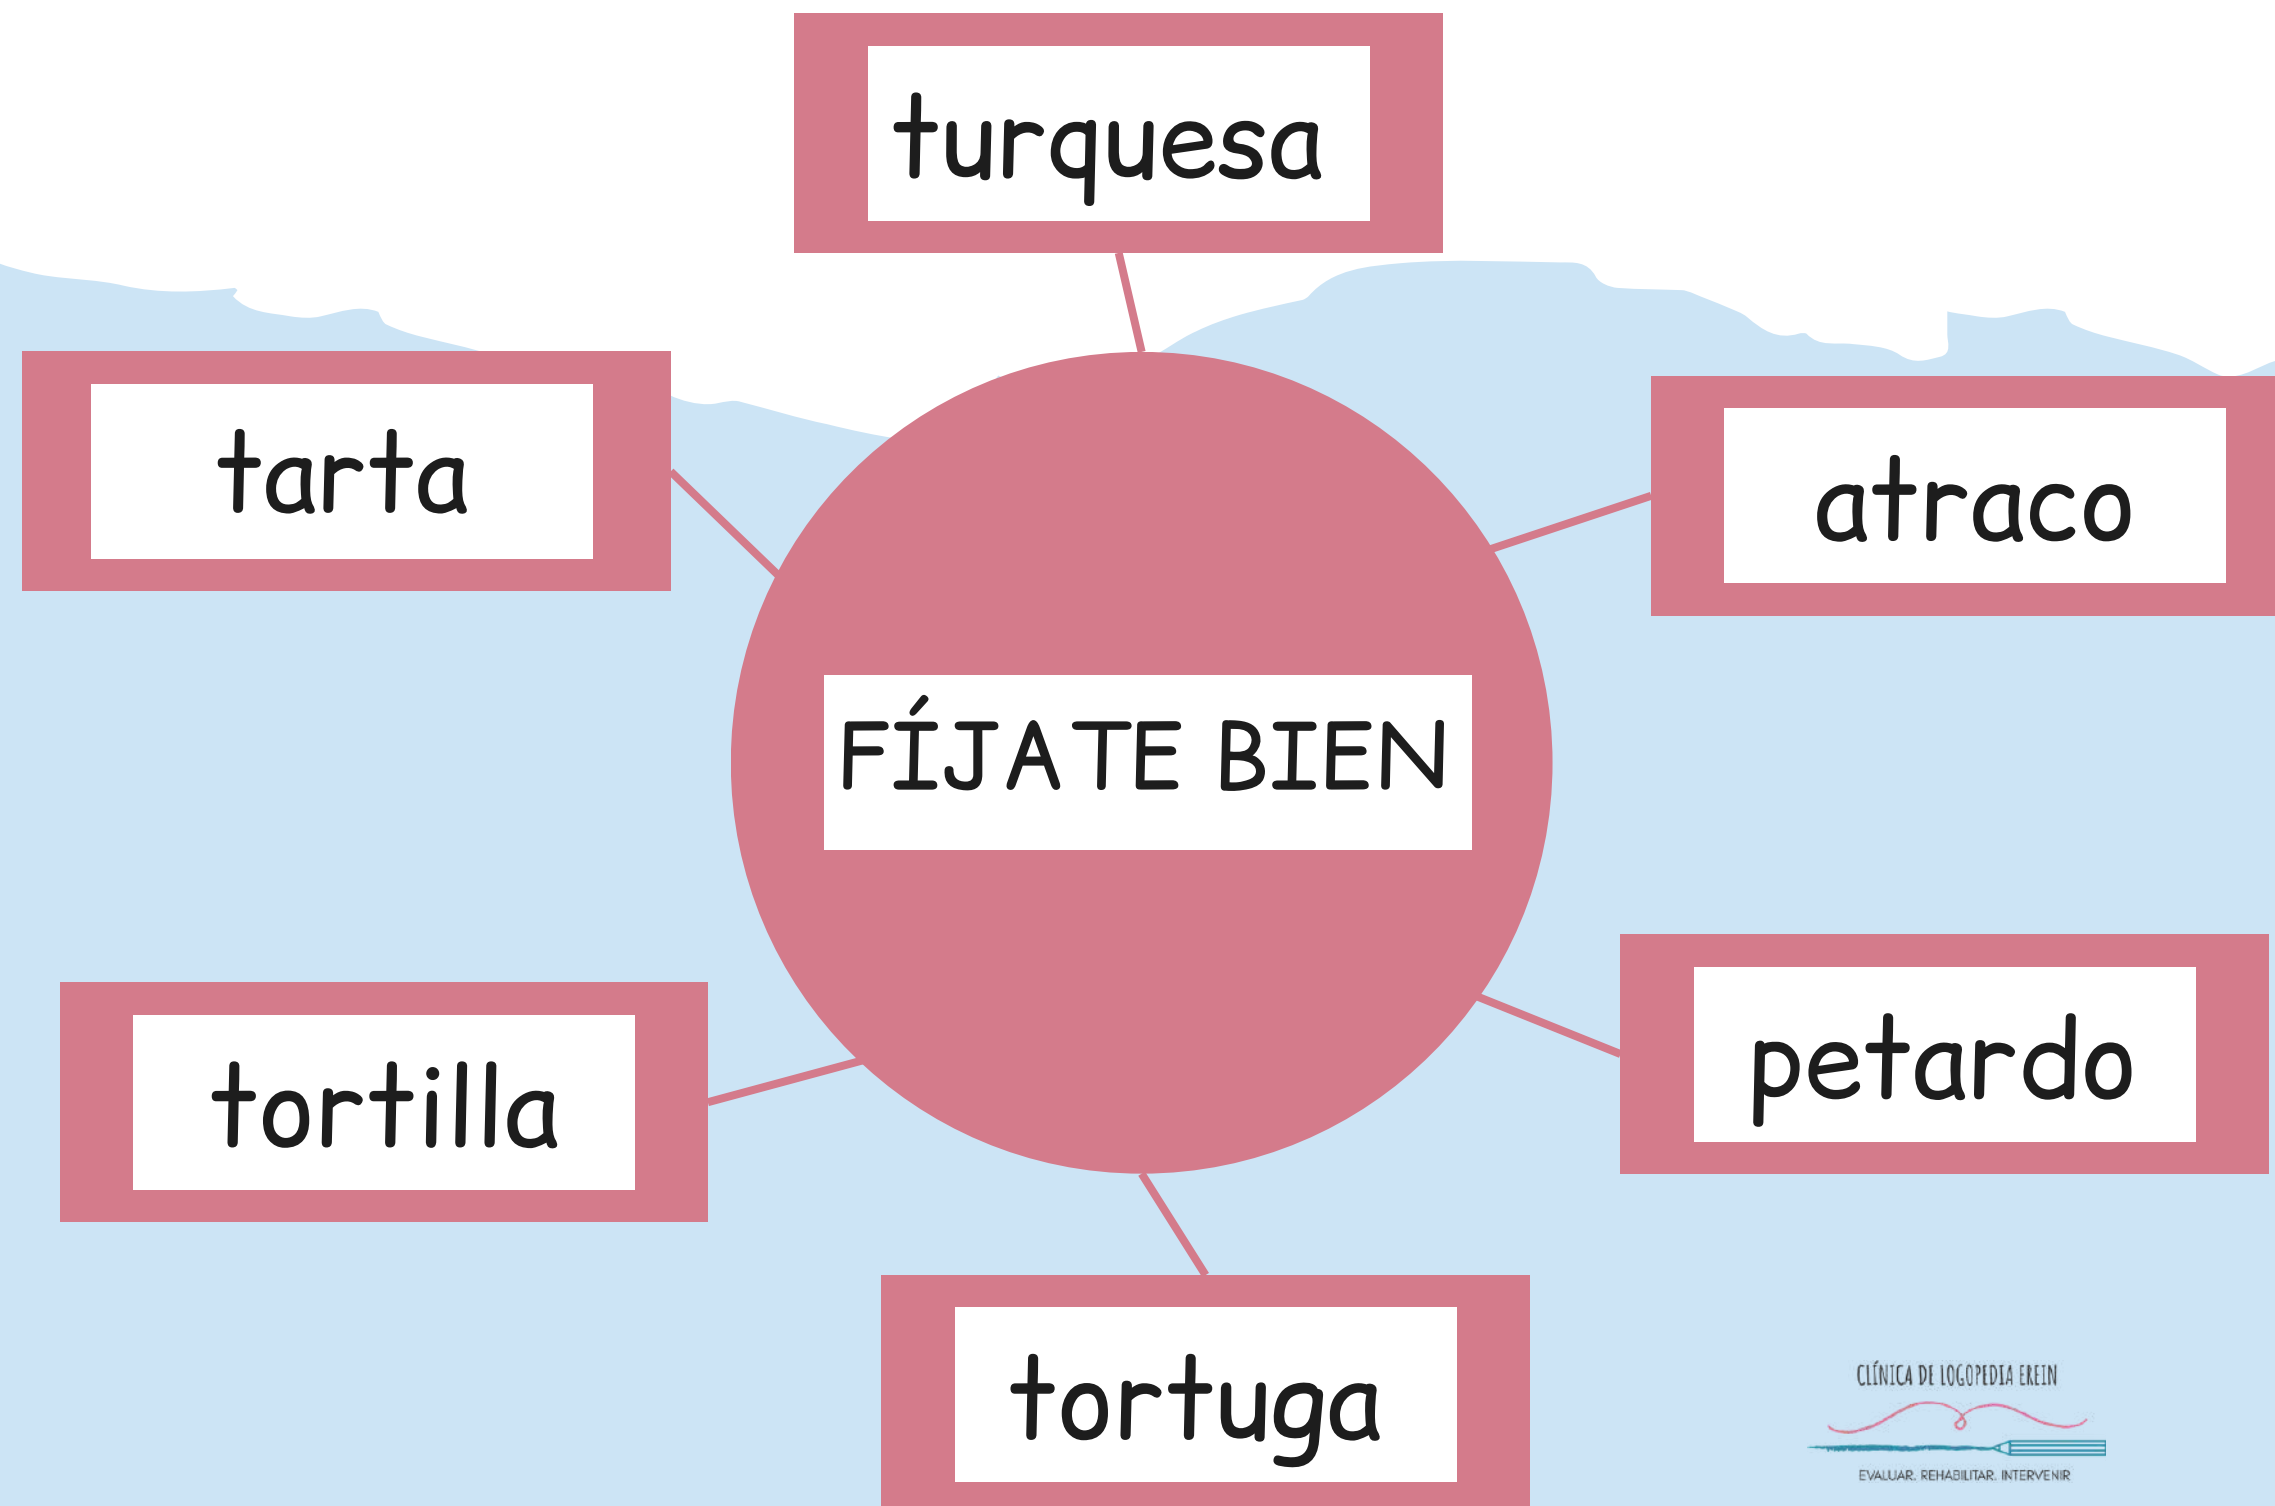 turquesa
tarta
atraco
FÍJATE BIEN
petardo
tortilla
tortuga
CLÍNICA DE LOGOPEDIA EREIN
EVALUAR. REHABILITAR. INTERVENIR